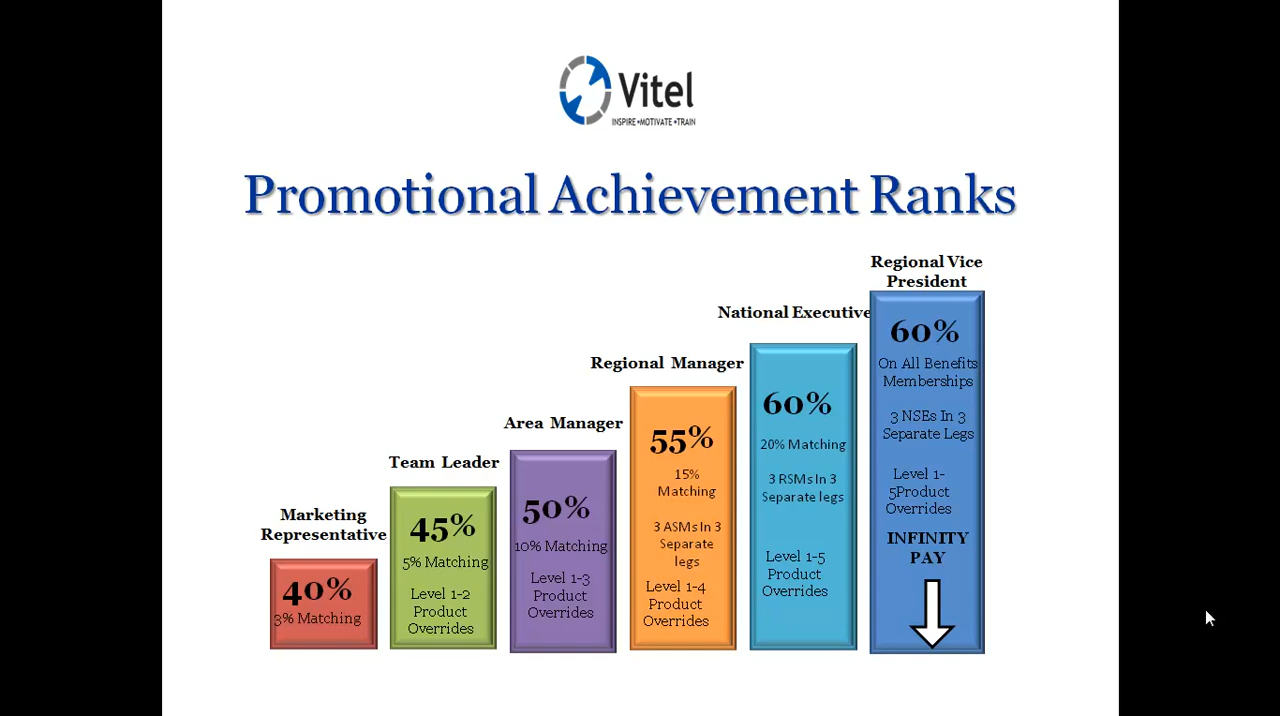 Vitel
INSPIRE •MOTIVATE •TRAIN
Promotional Achievement Ranks
Marketing
Representative
40%
3% Matching
Team Leader
45%
5% Matching
Level 1-2
Product
Overrides
Area Manager
50%
10% Matching
Level 1-3
Product
Overrides
Regional Manager
55%
15%
Matching
3 ASMs In 3
Separate
legs
Level 1-4
Product
Overrides
National Executive
60%
20% Matching
3 RSMs In 3
Separate legs
Level 1-5
Product
Overrides
Regional Vice
President
60%
On All Benefits
Memberships
3 NSEs In 3
Separate Legs
Level 1-
5Product
Overrides
INFINITY
PAY